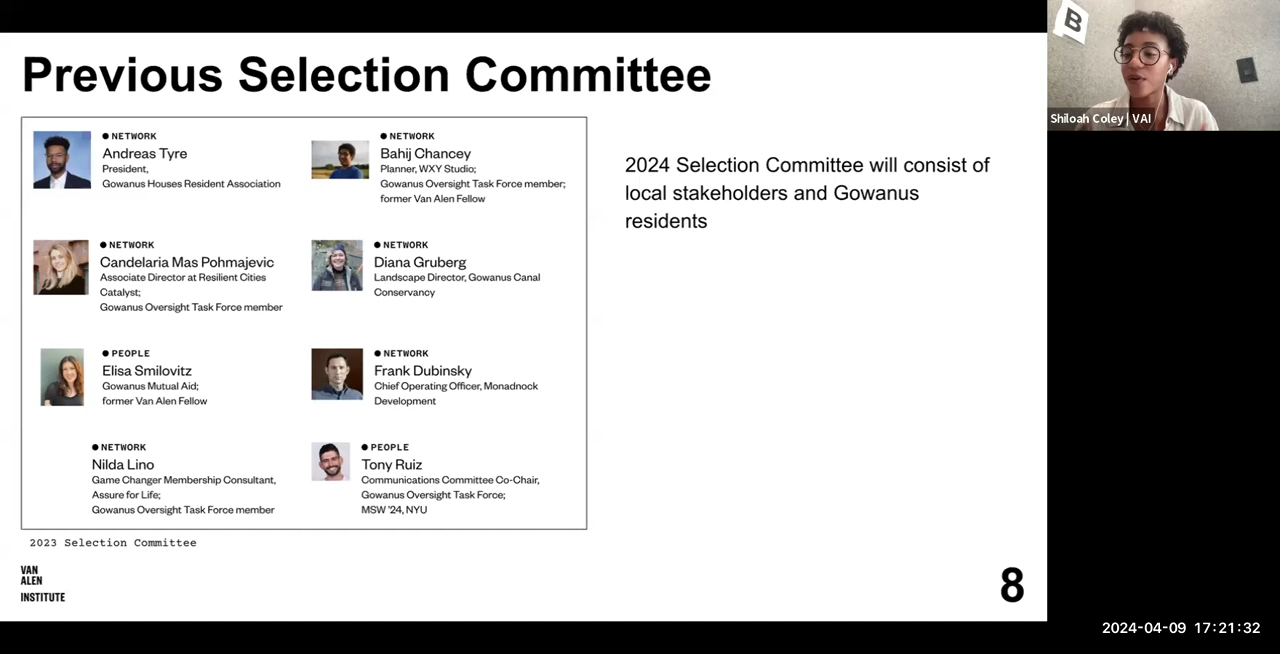 Previous Selection Committee
● NETWORK
Andreas Tyre
President,
Gowanus Houses Resident Association
● NETWORK
Bahij Chancey
Planner, WXY Studio;
Gowanus Oversight Task Force member;
former Van Alen Fellow
● NETWORK
Candelaria Mas Pohmajevic
Associate Director at Resilient Cities
Catalyst;
Gowanus Oversight Task Force member
● NETWORK
Diana Gruberg
Landscape Director, Gowanus Canal
Conservancy
● PEOPLE
Elisa Smilovitz
Gowanus Mutual Aid;
former Van Alen Fellow
● NETWORK
Frank Dubinsky
Chief Operating Officer, Monadnock
Development
● NETWORK
Nilda Lino
Game Changer Membership Consultant,
Assure for Life;
Gowanus Oversight Task Force member
● PEOPLE
Tony Ruiz
Communications Committee Co-Chair,
Gowanus Oversight Task Force;
MSW '24, NYU
2023 Selection Committee
2024 Selection Committee will consist of
local stakeholders and Gowanus
residents
VAN
ALEN
INSTITUTE
8
B
Shiloah Coley | VAI
2024-04-09 17:21:32